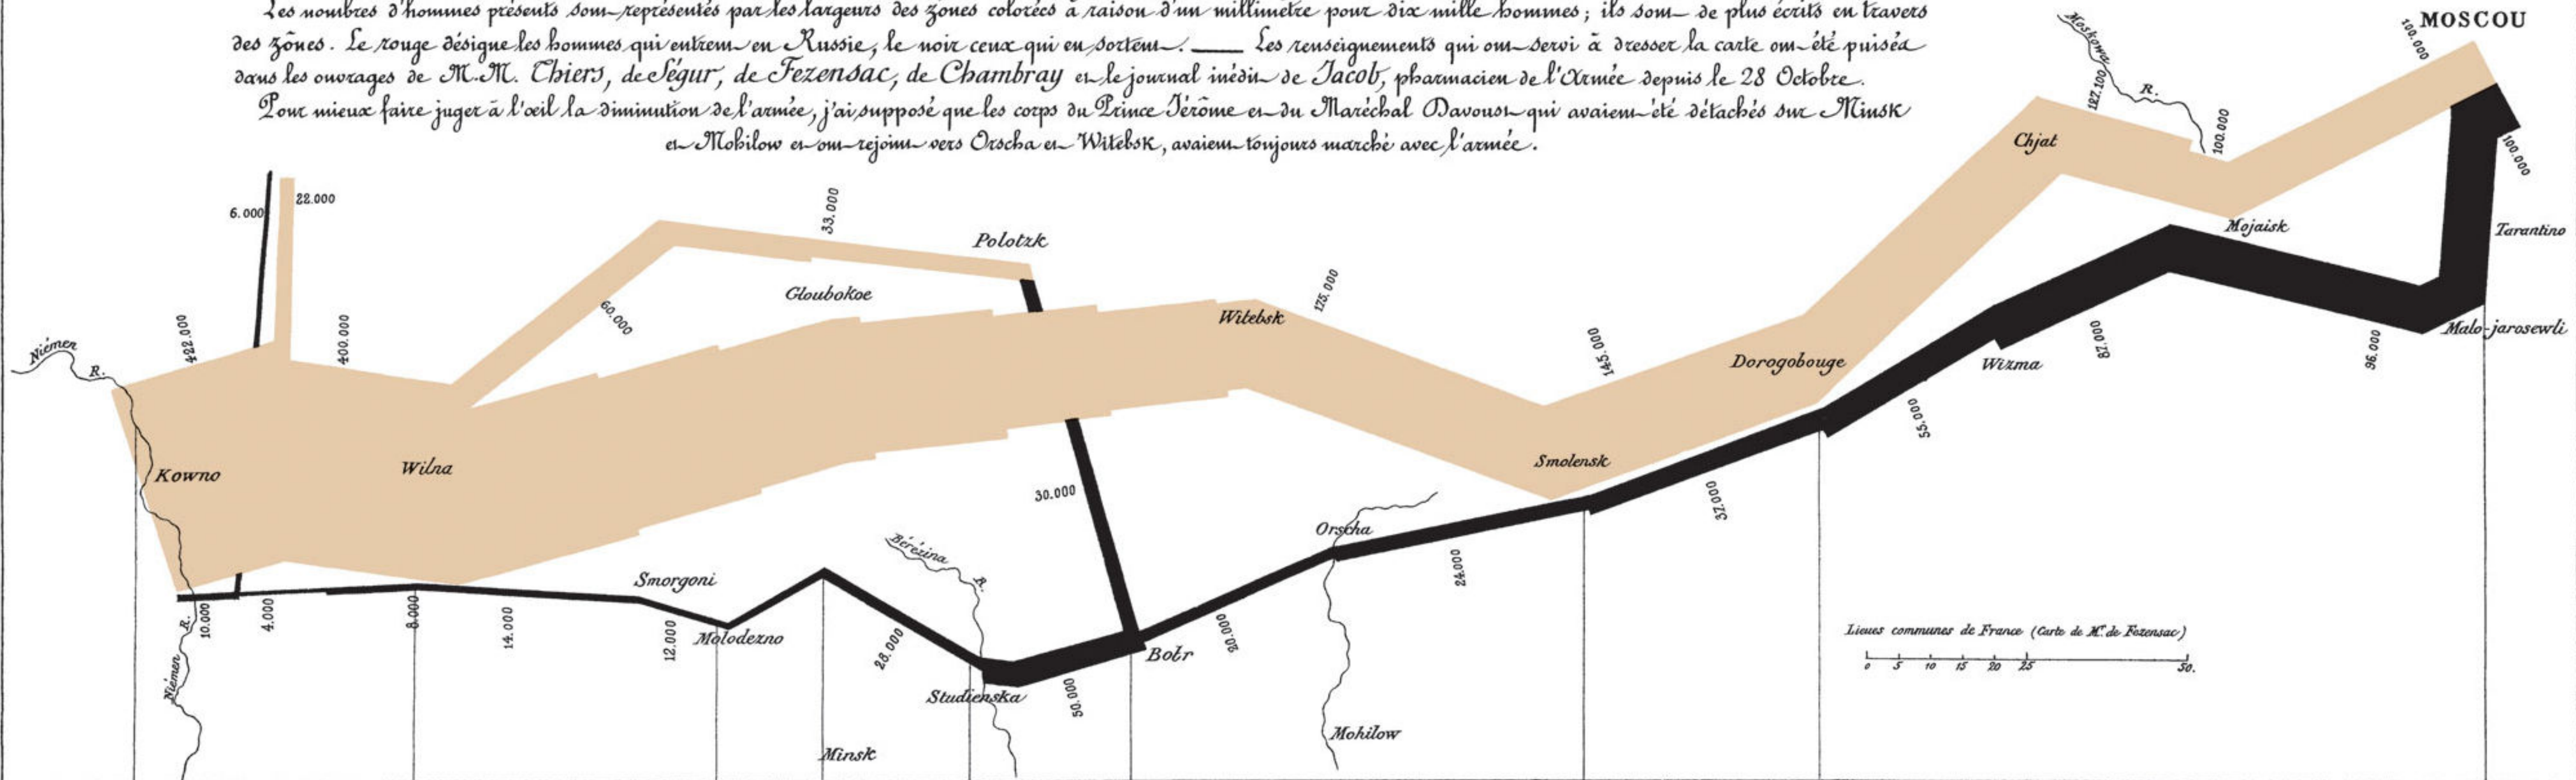 Les nombres d'hommes présents sont représentés par les largeurs des zones colorées à raison d'un millimètre pour dix mille hommes; ils sont de plus écrits en travers
des zônes. Le rouge désigne les hommes qui entrent en Russie, le noir ceux qui en sortent. — Les renseignements qui ont servi à dresser la carte ont été puisés
dans les ouvrages de M.M. Thiers, de Ségur, de Fezensac, de Chambray et le journal inédit de Jacob, pharmacien de l'Armée depuis le 28 Octobre.
Pour mieux faire juger à l'œil la diminution de l'armée, j'ai supposé que les corps du Prince Jérôme et du Maréchal Davoust qui avaient été détachés sur Minsk
et Mohilow et ont rejoint vers Orscha et Witebsk, avaient toujours marché avec l'armée.
MOSCOU
100.000
Moskowa
R.
127.100
100.000
100.000
Chjat
Mojaisk
Tarantino
Malo-jarosewli
6.000
22.000
33.000
60.000
Polotzk
Gloubokoe
Witebsk
175.000
Niémen
R.
422.000
400.000
145.000
Dorogobouge
Wizma
87.000
96.000
55.000
Kowno
Wilna
Smolensk
37.000
30.000
Orscha
24.000
Bérézina
R.
Smorgoni
Molodezno
10.000
4.000
8.000
14.000
12.000
28.000
Studienska
50.000
Bobr
20.000
Niémen
R.
Minsk
Mohilow
Lieues communes de France (Carte de M. de Fezensac)
0 5 10 15 20 25 50.